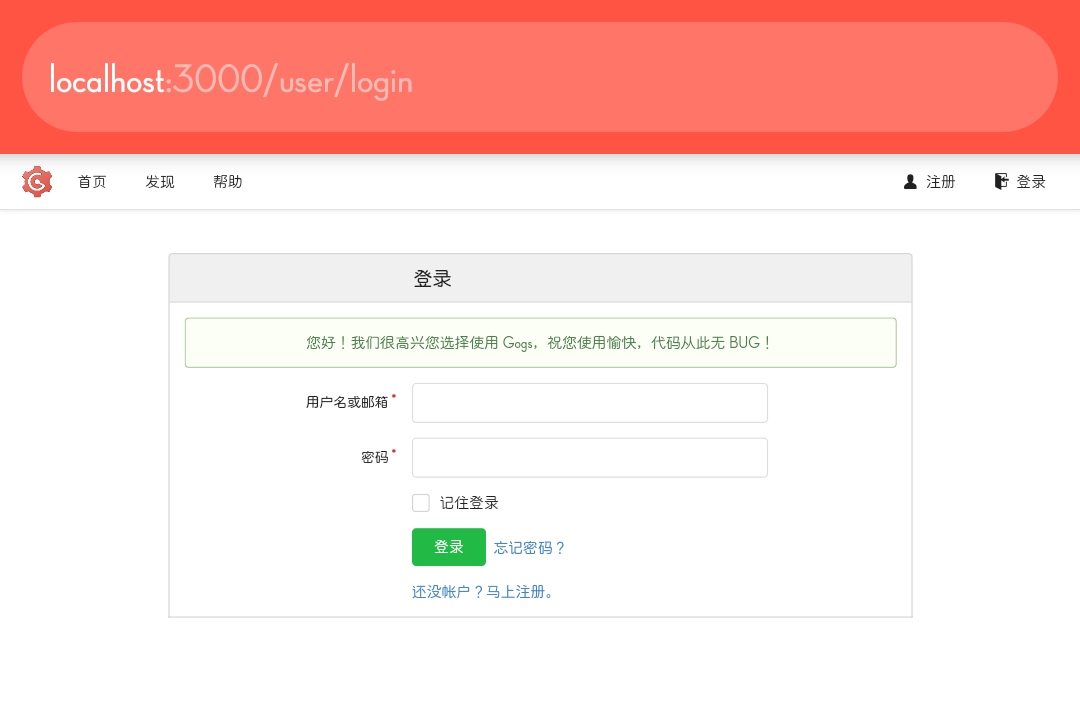 localhost:3000/user/login
首页 发现 帮助 注册 登录
登录
您好！我们很高兴您选择使用 Gogs，祝您使用愉快，代码从此无 BUG！
用户名或邮箱*
密码*
记住登录
登录 忘记密码？
还没帐户？马上注册。